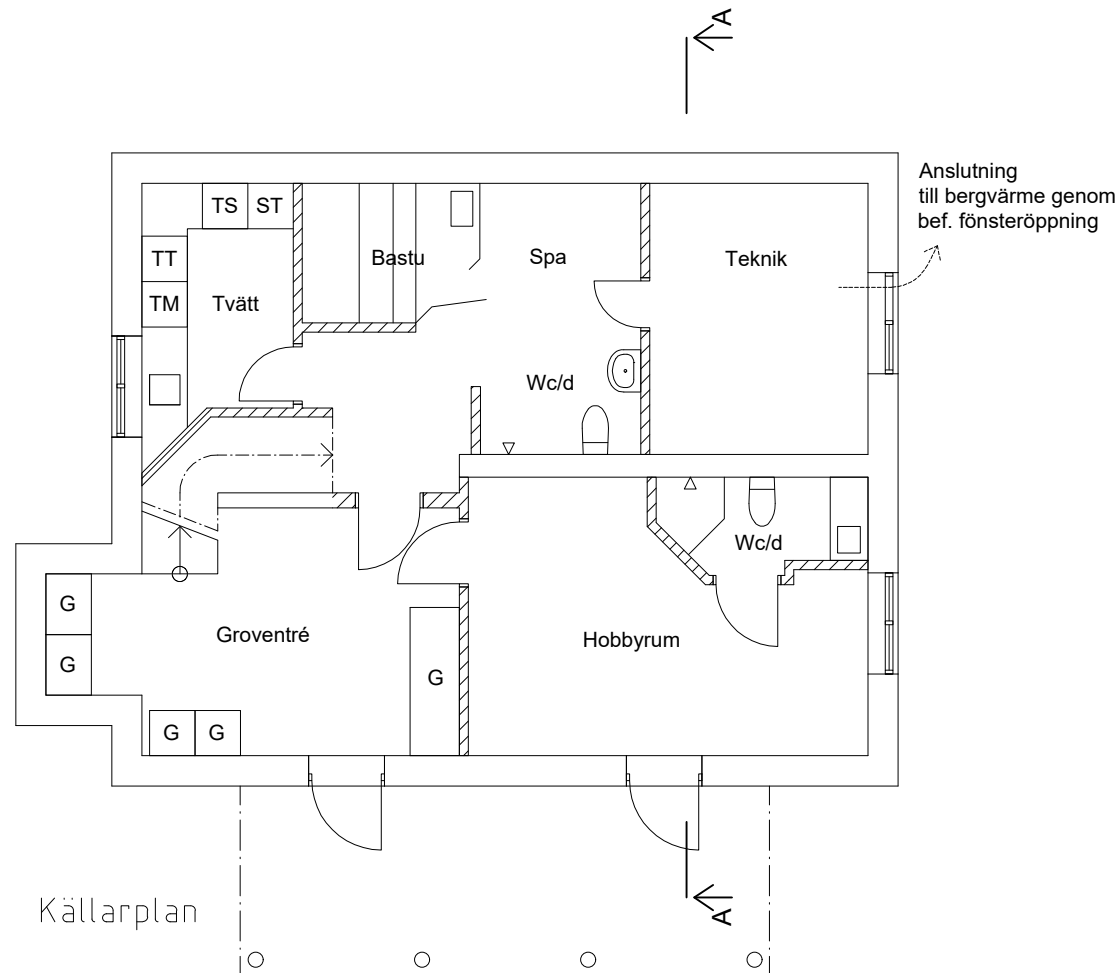 A
Anslutning
till bergvärme genom
bef. fönsteröppning
TS ST
Bastu
Spa
Teknik
TT
TM
Tvätt
Wc/d
Wc/d
G
G
Groventré
Hobbyrum
G
G G
Källarplan
A